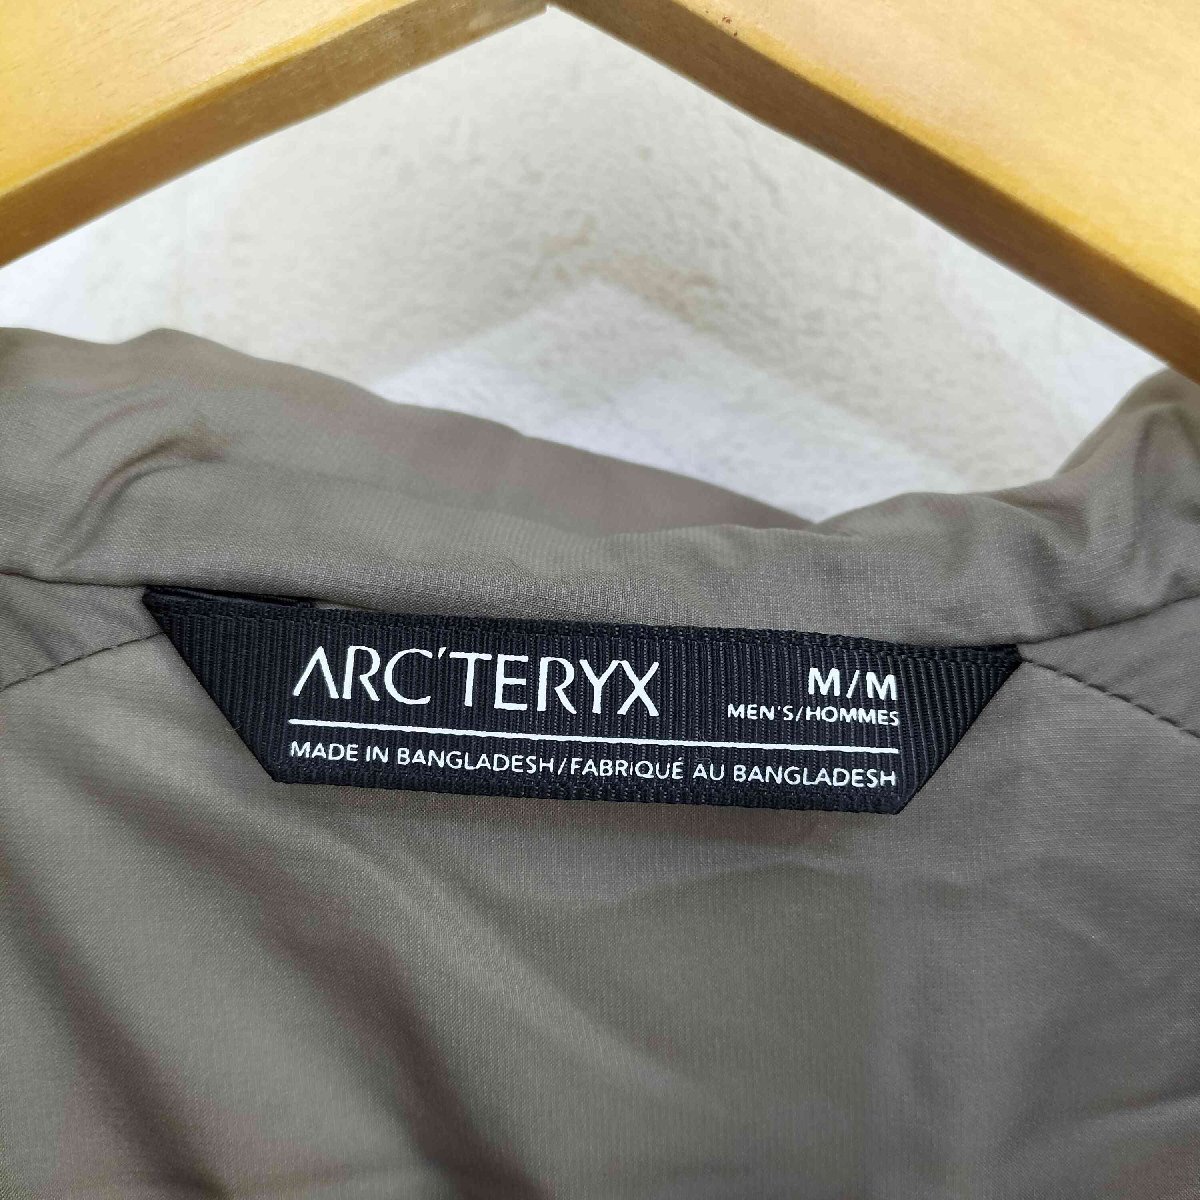 ARC'TERYX
M/M
MEN'S/HOMMES
MADE IN BANGLADESH/FABRIQUÉ AU BANGLADESH